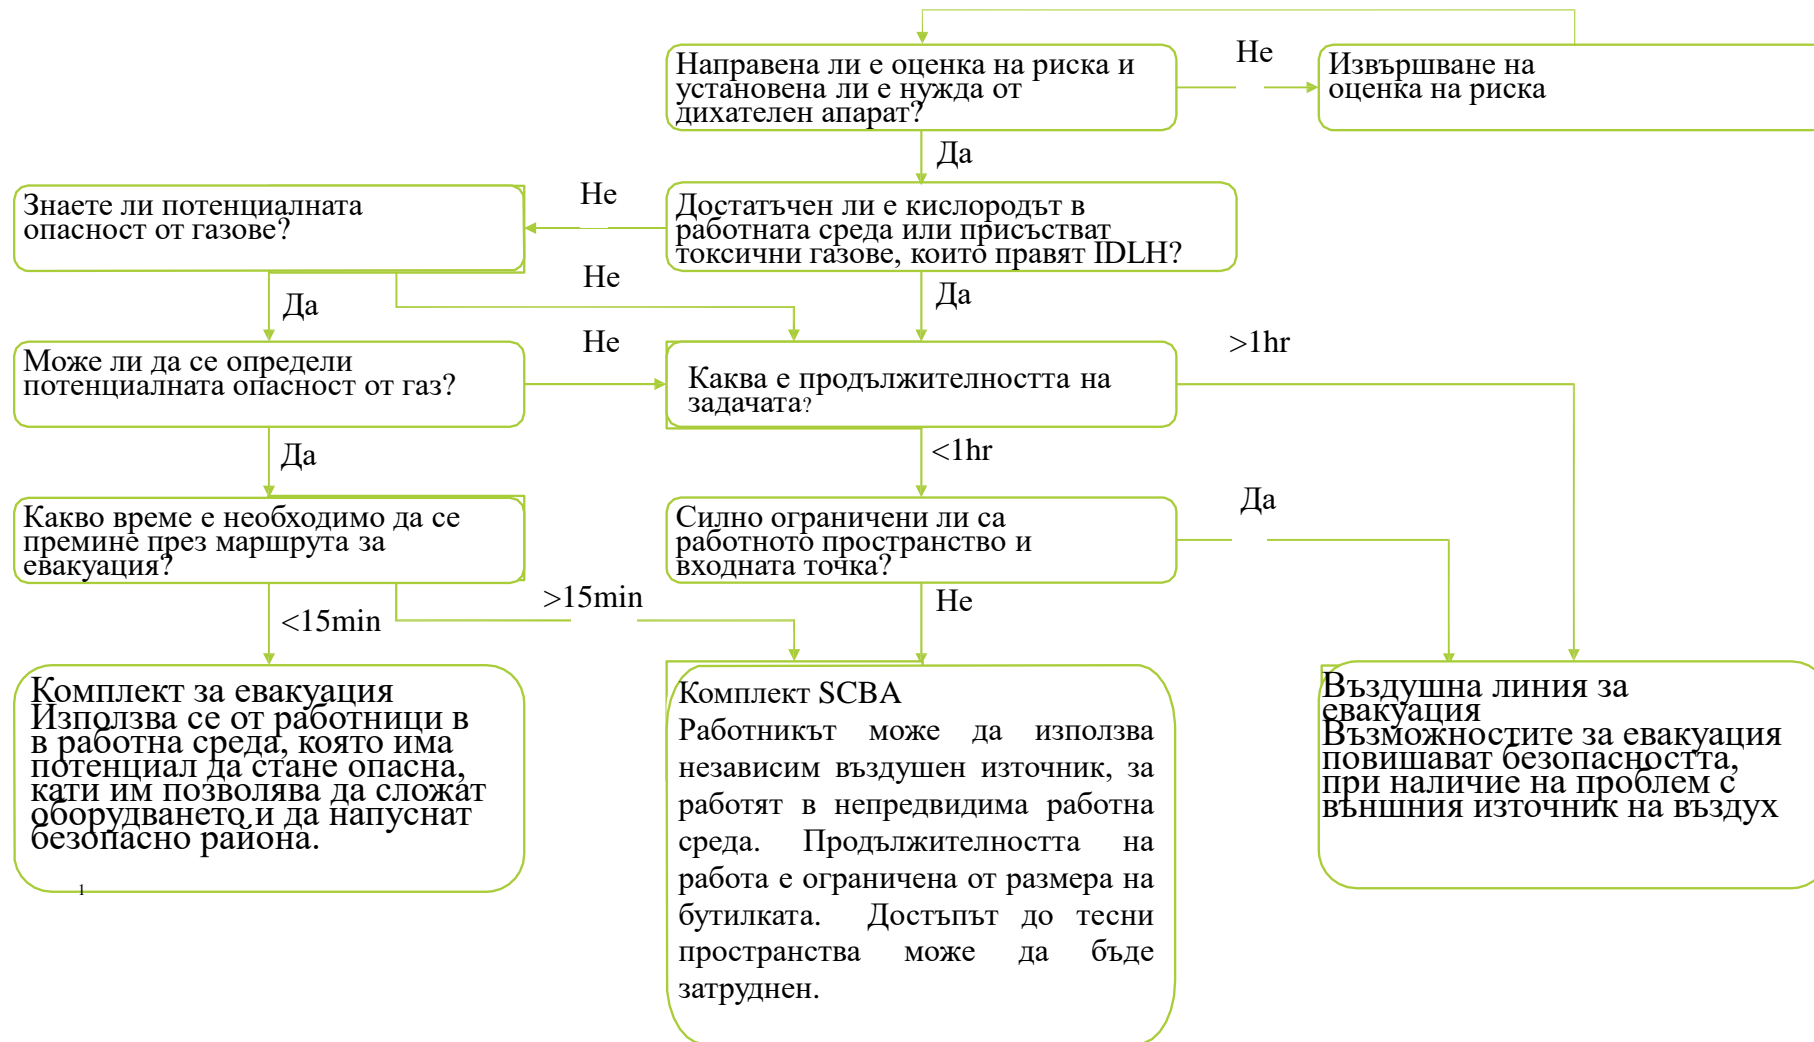 Направена ли е оценка на риска и
установена ли е нужда от
дихателен апарат?
Не
Извършване на
оценка на риска
Да
Знаете ли потенциалната
опасност от газове?
Не
Достатъчен ли е кислородът в
работната среда или присъстват
токсични газове, които правят IDLH?
Не
Да
Да
Може ли да се определи
потенциалната опасност от газ?
Не
Каква е продължителността на
задачата?
>1hr
Да
<1hr
Какво време е необходимо да се
премине през маршрута за
евакуация?
Силно ограничени ли са
работното пространство и
входната точка?
Да
<15min
>15min
Не
Комплект за евакуация
Използва се от работници в
в работна среда, която има
потенциал да стане опасна,
кати им позволява да сложат
оборудването и да напуснат
безопасно района.
1
Комплект SCBA
Работникът може да използва
независим въздушен източник, за
работят в непредвидима работна
среда. Продължителността на
работа е ограничена от размера на
бутилката. Достъпът до тесни
пространства може да бъде
затруднен.
Въздушна линия за
евакуация
Възможностите за евакуация
повишават безопасността,
при наличие на проблем с
външния източник на въздух